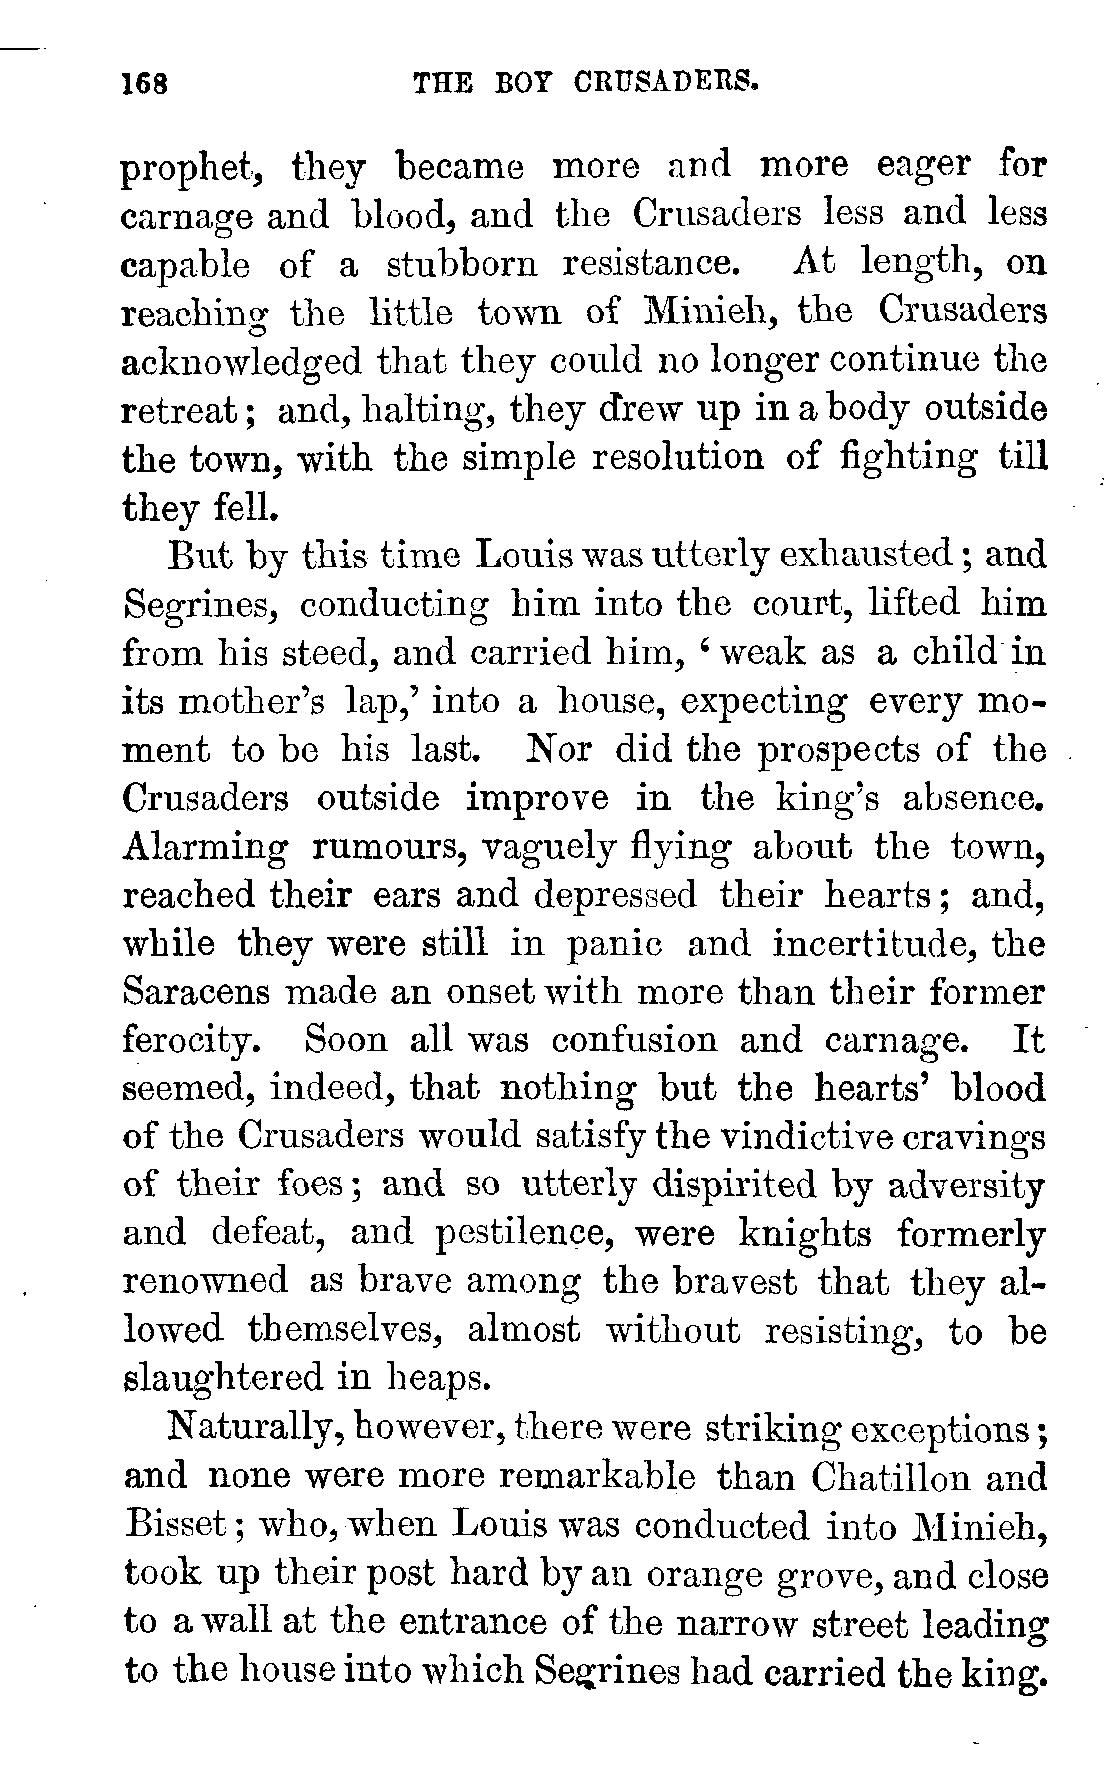 168 THE BOY CRUSADERS.
prophet, they became more and more eager for
carnage and blood, and the Crusaders less and less
capable of a stubborn resistance. At length, on
reaching the little town of Minieh, the Crusaders
acknowledged that they could no longer continue the
retreat; and, halting, they drew up in a body outside
the town, with the simple resolution of fighting till
they fell.
But by this time Louis was utterly exhausted; and
Segrines, conducting him into the court, lifted him
from his steed, and carried him, ‘weak as a child in
its mother’s lap,’ into a house, expecting every mo-
ment to be his last. Nor did the prospects of the
Crusaders outside improve in the king’s absence.
Alarming rumours, vaguely flying about the town,
reached their ears and depressed their hearts; and,
while they were still in panic and incertitude, the
Saracens made an onset with more than their former
ferocity. Soon all was confusion and carnage. It
seemed, indeed, that nothing but the hearts’ blood
of the Crusaders would satisfy the vindictive cravings
of their foes; and so utterly dispirited by adversity
and defeat, and pestilence, were knights formerly
renowned as brave among the bravest that they al-
lowed themselves, almost without resisting, to be
slaughtered in heaps.
Naturally, however, there were striking exceptions;
and none were more remarkable than Chatillon and
Bisset; who, when Louis was conducted into Minieh,
took up their post hard by an orange grove, and close
to a wall at the entrance of the narrow street leading
to the house into which Segrines had carried the king.